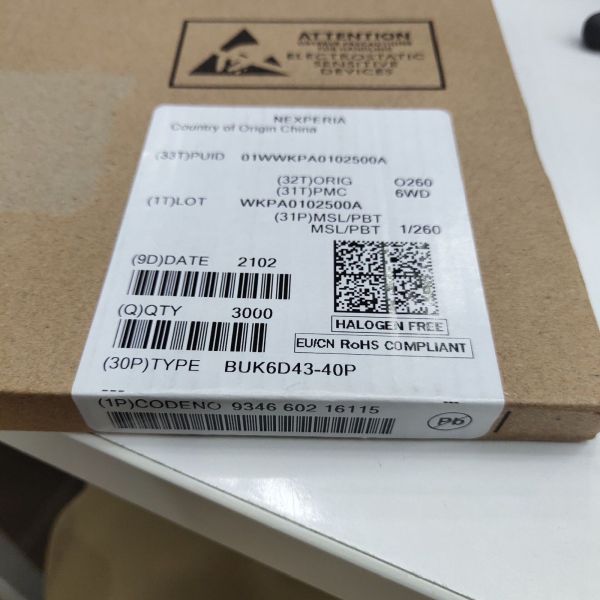 ATTENTION
ELECTROSTATIC
SENSITIVE
DEVICES
NEXPERIA
Country of Origin China
(33T)PUID 01WWKPA0102500A
(32T)ORIG O260
(31T)PMC 6WD
(1T)LOT WKPA0102500A
(31P)MSL/PBT
MSL/PBT 1/260
(9D)DATE 2102
(Q)QTY 3000
HALOGEN FREE
EU/CN RoHS COMPLIANT
(30P)TYPE BUK6D43-40P
(1P)CODENO 9346 602 16115
Pb